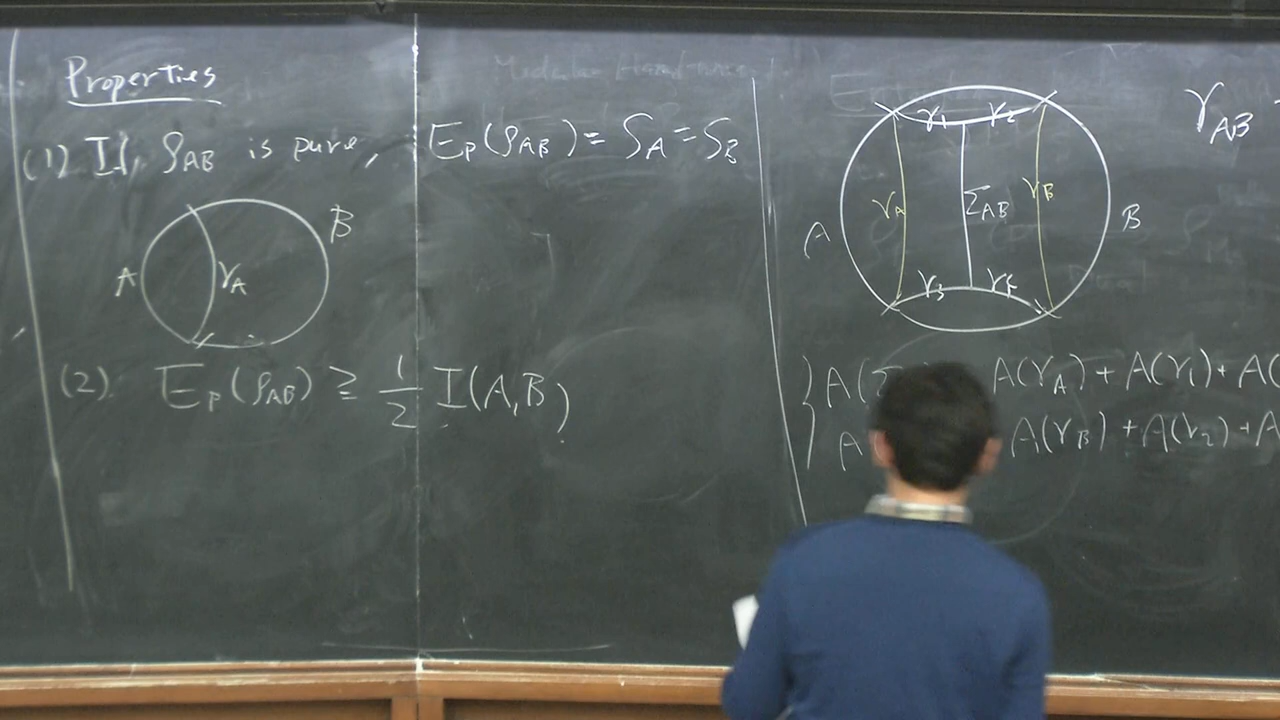 Properties
(1) If ρAB is pure, Ep(ρAB) = SA = SB
A γA B
(2). Ep(ρAB) ≥ 1/2 I(A,B)
γAB
γ1 γ2
A γA ΣAB γB B
γ3 γ4
A(Σ A(γA) + A(γ1) + A(
A A(γB) + A(γ2) + A